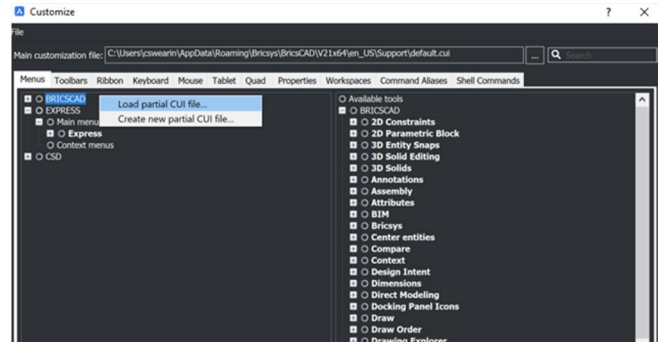 Customize
? X
File
Main customization file: C:\Users\cswearin\AppData\Roaming\Bricsys\BricsCAD\V21x64\en_US\Support\default.cui ... Search
Menus Toolbars Ribbon Keyboard Mouse Tablet Quad Properties Workspaces Command Aliases Shell Commands
BRICSCAD
EXPRESS
Main menu
Express
Context menus
CSD
Load partial CUI file...
Create new partial CUI file...
Available tools
BRICSCAD
2D Constraints
2D Parametric Block
3D Entity Snaps
3D Solid Editing
3D Solids
Annotations
Assembly
Attributes
BIM
Bricsys
Center entities
Compare
Context
Design Intent
Dimensions
Direct Modeling
Docking Panel Icons
Draw
Draw Order
Drawing Explorer